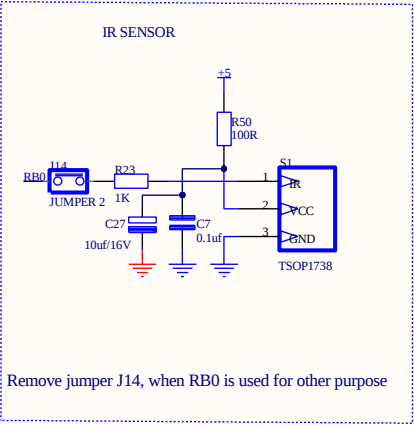 IR SENSOR
+5
R50
100R
J14
RB0
JUMPER 2
R23
1K
S1
1
IR
2
VCC
3
GND
TSOP1738
C27
10uf/16V
C7
0.1uf
Remove jumper J14, when RB0 is used for other purpose